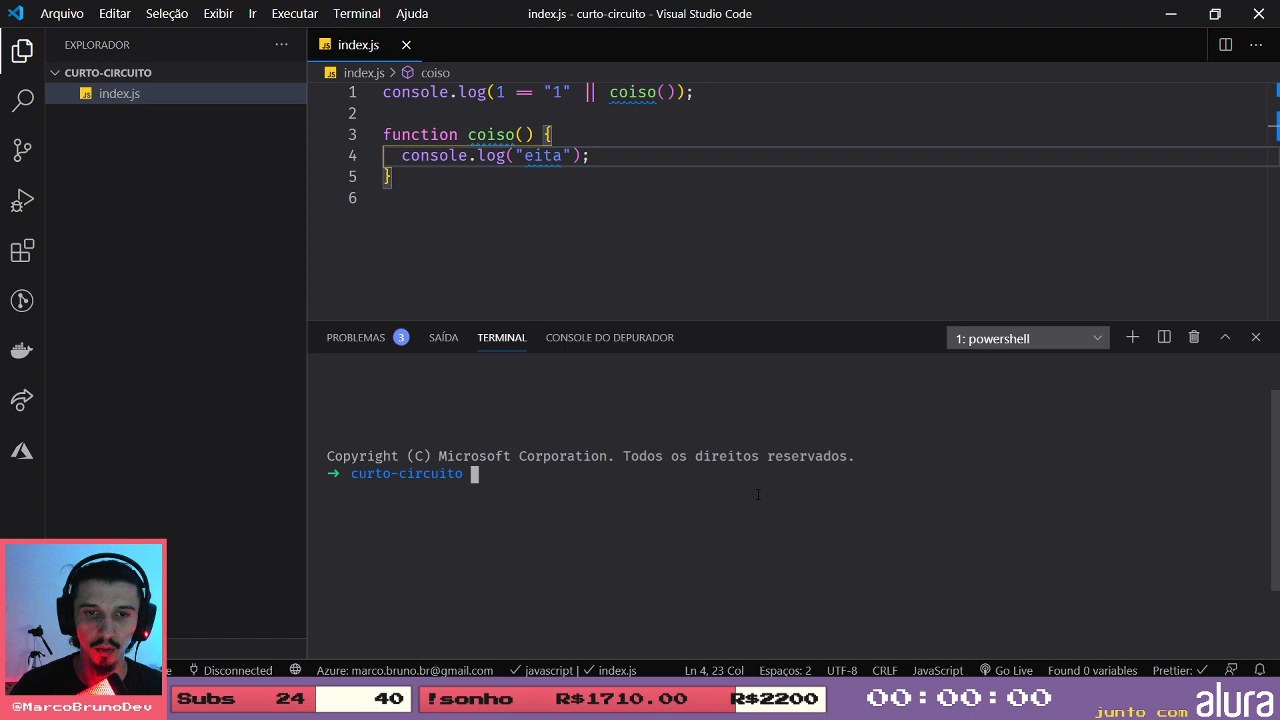 Arquivo Editar Seleção Exibir Ir Executar Terminal Ajuda index.js - curto-circuito - Visual Studio Code
EXPLORADOR
CURTO-CIRCUITO
JS index.js
JS index.js
JS index.js > coiso
1 console.log(1 == "1" || coiso());
2
3 function coiso() {
4 console.log("eita");
5 }
6
PROBLEMAS 3 SAÍDA TERMINAL CONSOLE DO DEPURADOR 1: powershell
Copyright (C) Microsoft Corporation. Todos os direitos reservados.
→ curto-circuito
Disconnected Azure: marco.bruno.br@gmail.com javascript | index.js Ln 4, 23 Col Espaços: 2 UTF-8 CRLF JavaScript Go Live Found 0 variables Prettier:
@MarcoBrunoDev
Subs 24 40 !sonho R$1710.00 R$2200 00:00:00
junto com alura